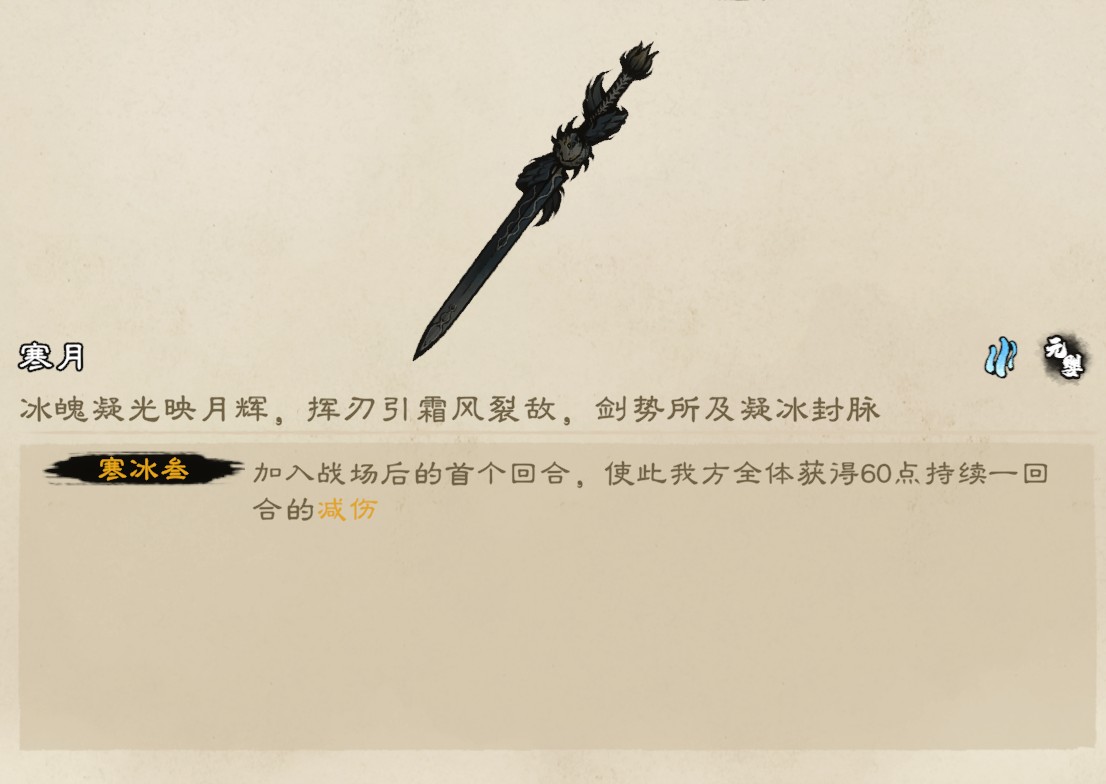 寒月
元婴
冰魄凝光映月辉，挥刃引霜风裂敌，剑势所及凝冰封脉
寒冰叁
加入战场后的首个回合，使此我方全体获得60点持续一回
合的减伤